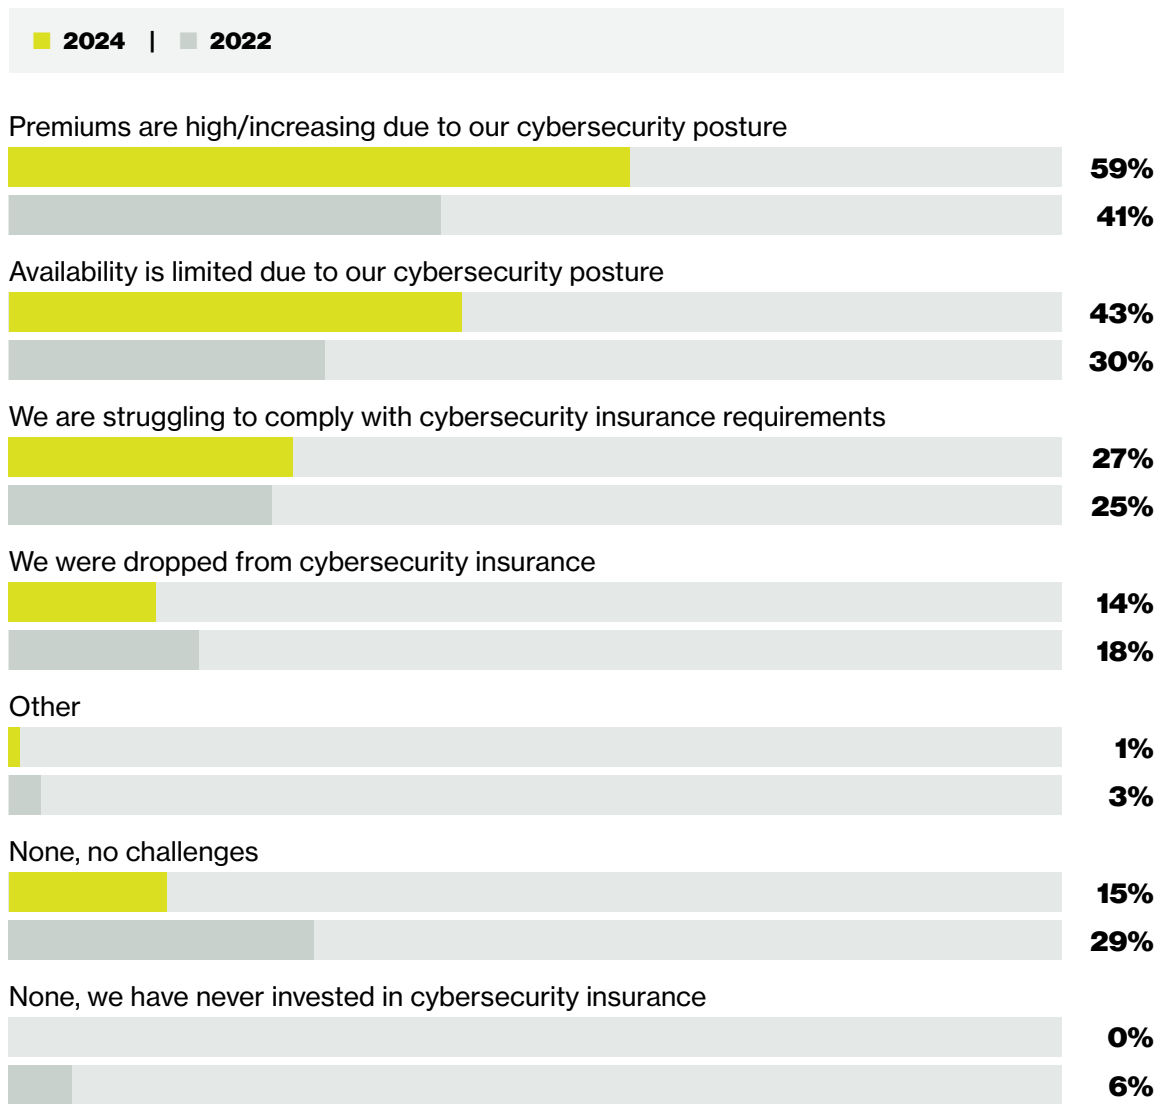 2024 | 2022
Premiums are high/increasing due to our cybersecurity posture
59%
41%
Availability is limited due to our cybersecurity posture
43%
30%
We are struggling to comply with cybersecurity insurance requirements
27%
25%
We were dropped from cybersecurity insurance
14%
18%
Other
1%
3%
None, no challenges
15%
29%
None, we have never invested in cybersecurity insurance
0%
6%